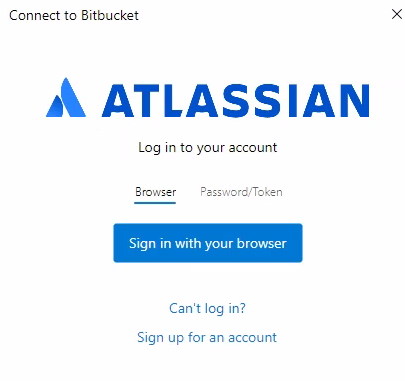 Connect to Bitbucket
ATLASSIAN
Log in to your account
Browser Password/Token
Sign in with your browser
Can't log in?
Sign up for an account